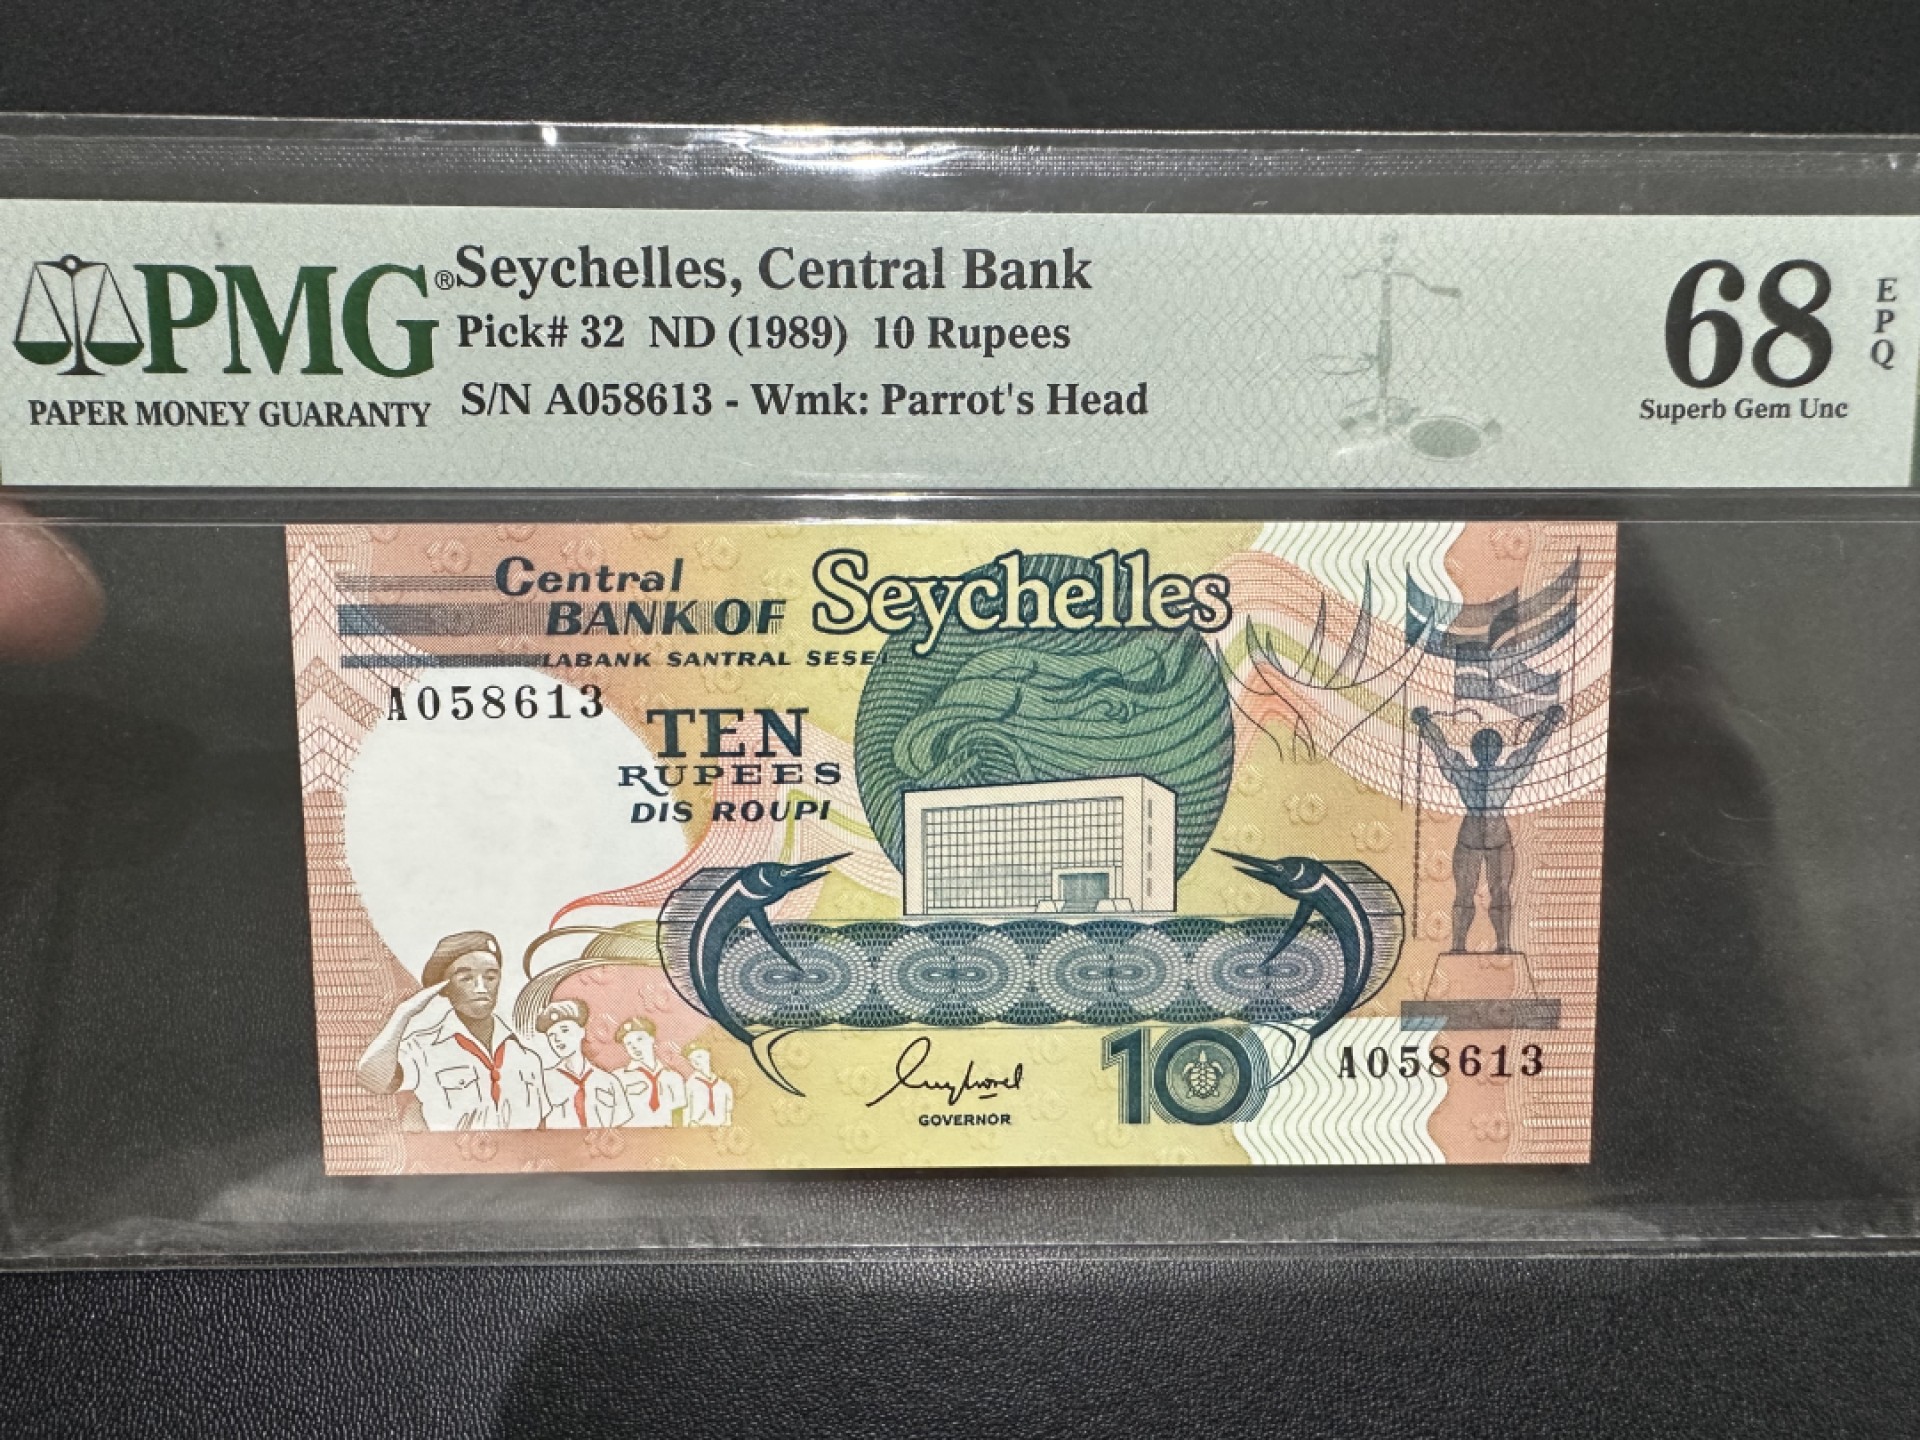 PMG®
PAPER MONEY GUARANTY
Seychelles, Central Bank
Pick# 32 ND (1989) 10 Rupees
S/N A058613 - Wmk: Parrot's Head
68
EPQ
Superb Gem Unc
Central
BANK OF Seychelles
LABANK SANTRAL SESEL
A058613
TEN
RUPEES
DIS ROUPI
GOVERNOR
10
A058613